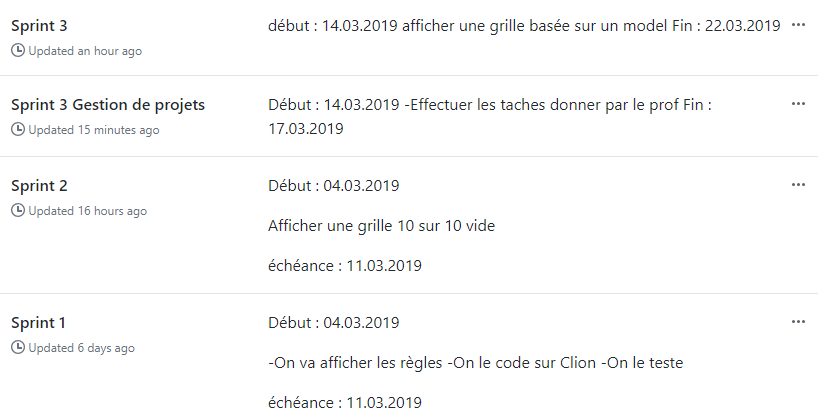 Sprint 3
Updated an hour ago
début : 14.03.2019 afficher une grille basée sur un model Fin : 22.03.2019
Sprint 3 Gestion de projets
Updated 15 minutes ago
Début : 14.03.2019 -Effectuer les taches donner par le prof Fin :
17.03.2019
Sprint 2
Updated 16 hours ago
Début : 04.03.2019
Afficher une grille 10 sur 10 vide
échéance : 11.03.2019
Sprint 1
Updated 6 days ago
Début : 04.03.2019
-On va afficher les règles -On le code sur Clion -On le teste
échéance : 11.03.2019